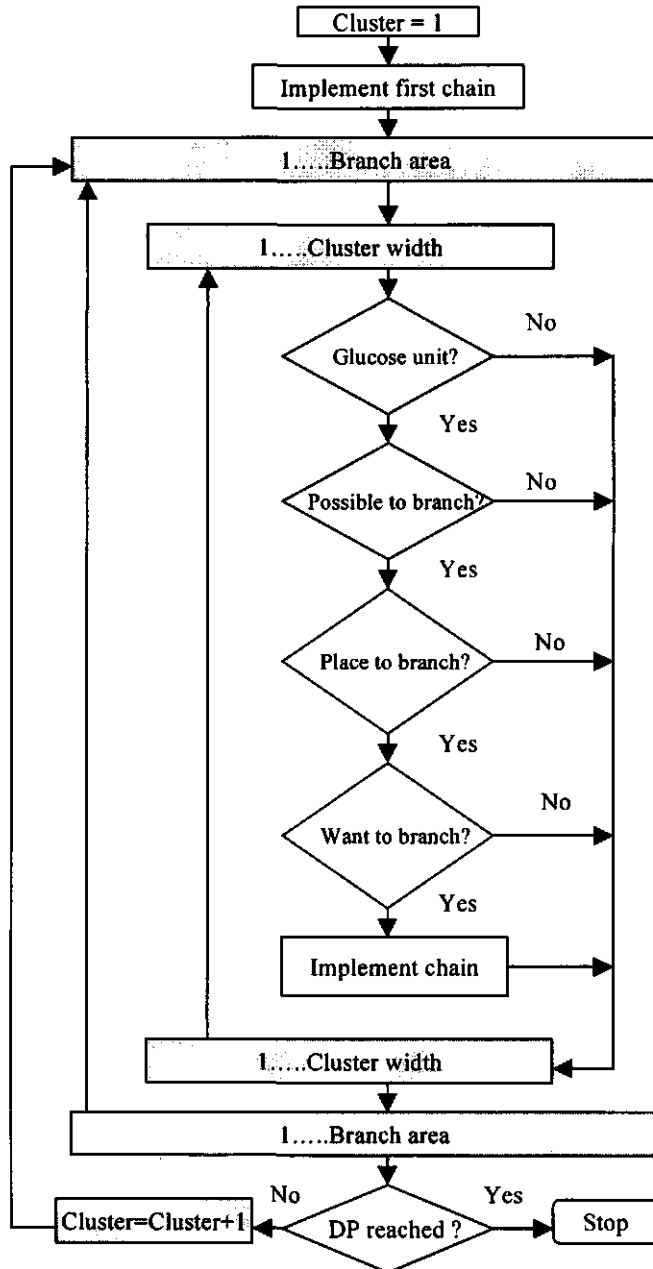 Cluster = 1
Implement first chain
1.....Branch area
1.....Cluster width
No
Glucose unit?
Yes
No
Possible to branch?
Yes
No
Place to branch?
Yes
No
Want to branch?
Yes
Implement chain
1.....Cluster width
1.....Branch area
No
Yes
Cluster=Cluster+1
DP reached ?
Stop